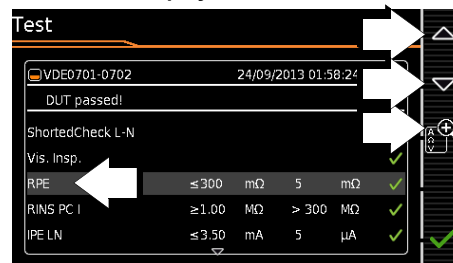 Test
VDE0701-0702 24/09/2013 01:58:24
DUT passed!
ShortedCheck L-N
Vis. Insp.
RPE ≤300 mΩ 5 mΩ
RINS PC I ≥1.00 MΩ > 300 MΩ
IPE LN ≤3.50 mA 5 µA